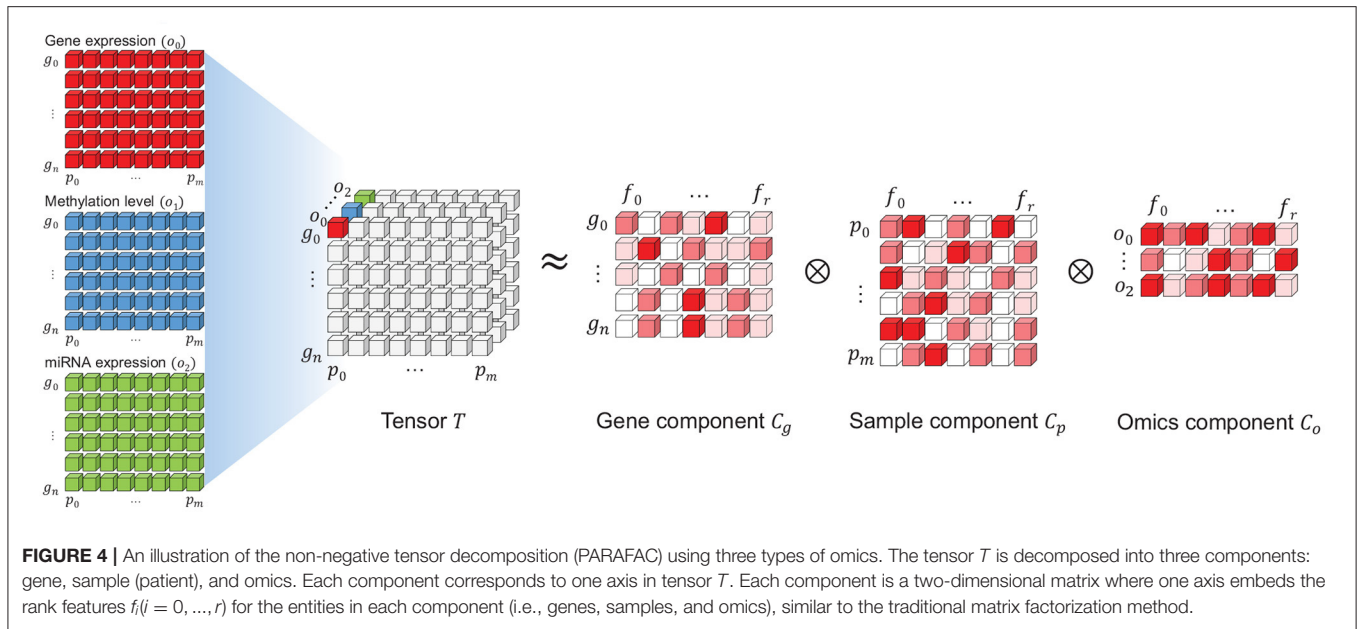 Gene expression (o₀)
g₀
⋮
gₙ
p₀ ... pₘ
Methylation level (o₁)
g₀
⋮
gₙ
miRNA expression (o₂)
g₀
⋮
gₙ
p₀ ... pₘ
o₂
⋰
o₀
g₀
⋮
gₙ
p₀ ... pₘ
Tensor T
≈
f₀ ... fᵣ
g₀
⋮
gₙ
Gene component C_g
⊗
f₀ ... fᵣ
p₀
⋮
pₘ
Sample component C_p
⊗
f₀ ... fᵣ
o₀
⋮
o₂
Omics component C_o
FIGURE 4 | An illustration of the non-negative tensor decomposition (PARAFAC) using three types of omics. The tensor T is decomposed into three components:
gene, sample (patient), and omics. Each component corresponds to one axis in tensor T. Each component is a two-dimensional matrix where one axis embeds the
rank features fᵢ(i = 0, ..., r) for the entities in each component (i.e., genes, samples, and omics), similar to the traditional matrix factorization method.